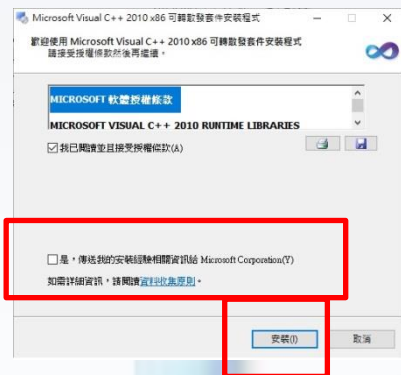 Microsoft Visual C++ 2010 x86 可轉散發套件安裝程式
歡迎使用 Microsoft Visual C++ 2010 x86 可轉散發套件安裝程式
請接受授權條款然後再繼續。
MICROSOFT 軟體授權條款
MICROSOFT VISUAL C++ 2010 RUNTIME LIBRARIES
我已閱讀並且接受授權條款(A)
是，傳送我的安裝經驗相關資訊給 Microsoft Corporation(Y)
如需詳細資訊，請閱讀資料收集原則。
安裝(I)
取消